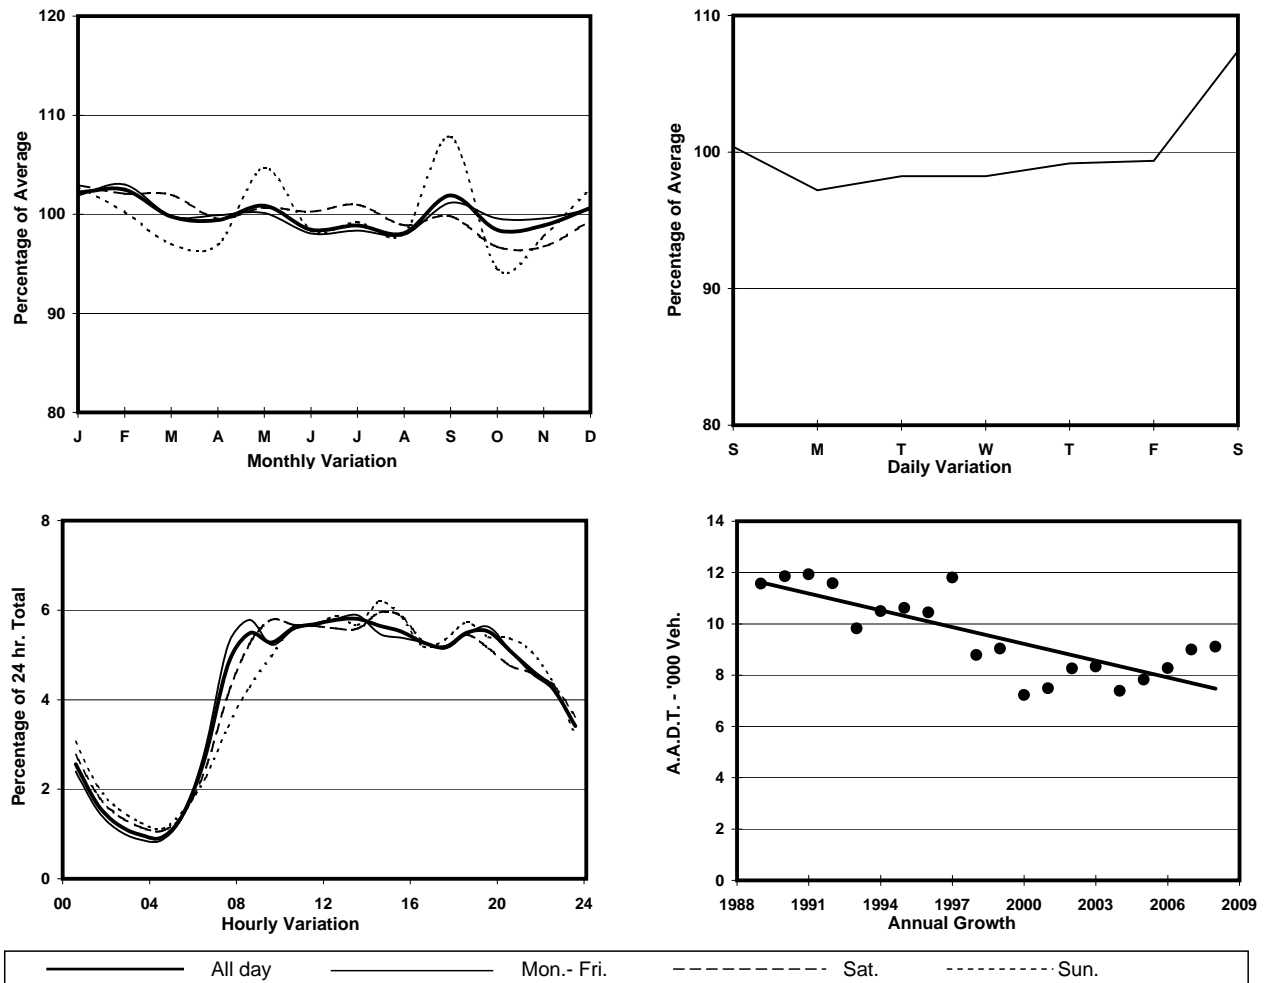 120
110
100
90
80
Percentage of Average
J F M A M J J A S O N D
Monthly Variation
110
100
90
80
Percentage of Average
S M T W T F S
Daily Variation
8
6
4
2
0
Percentage of 24 hr. Total
00 04 08 12 16 20 24
Hourly Variation
14
12
10
8
6
4
2
0
A.A.D.T. - '000 Veh.
1988 1991 1994 1997 2000 2003 2006 2009
Annual Growth
All day Mon.- Fri. Sat. Sun.